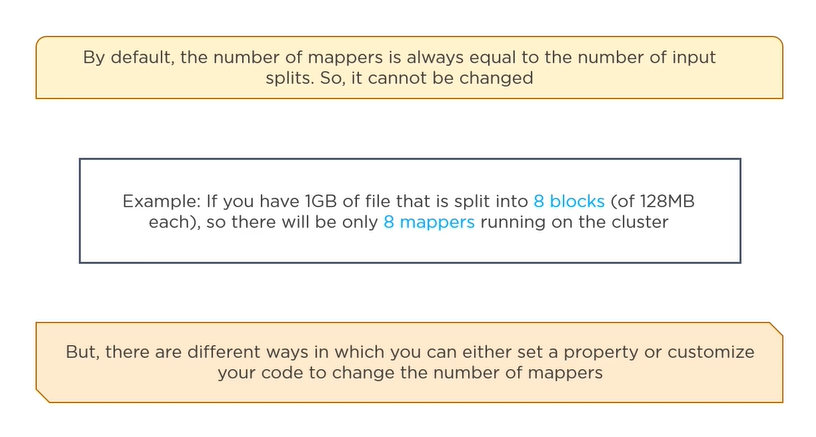 By default, the number of mappers is always equal to the number of input
splits. So, it cannot be changed
Example: If you have 1GB of file that is split into 8 blocks (of 128MB
each), so there will be only 8 mappers running on the cluster
But, there are different ways in which you can either set a property or customize
your code to change the number of mappers